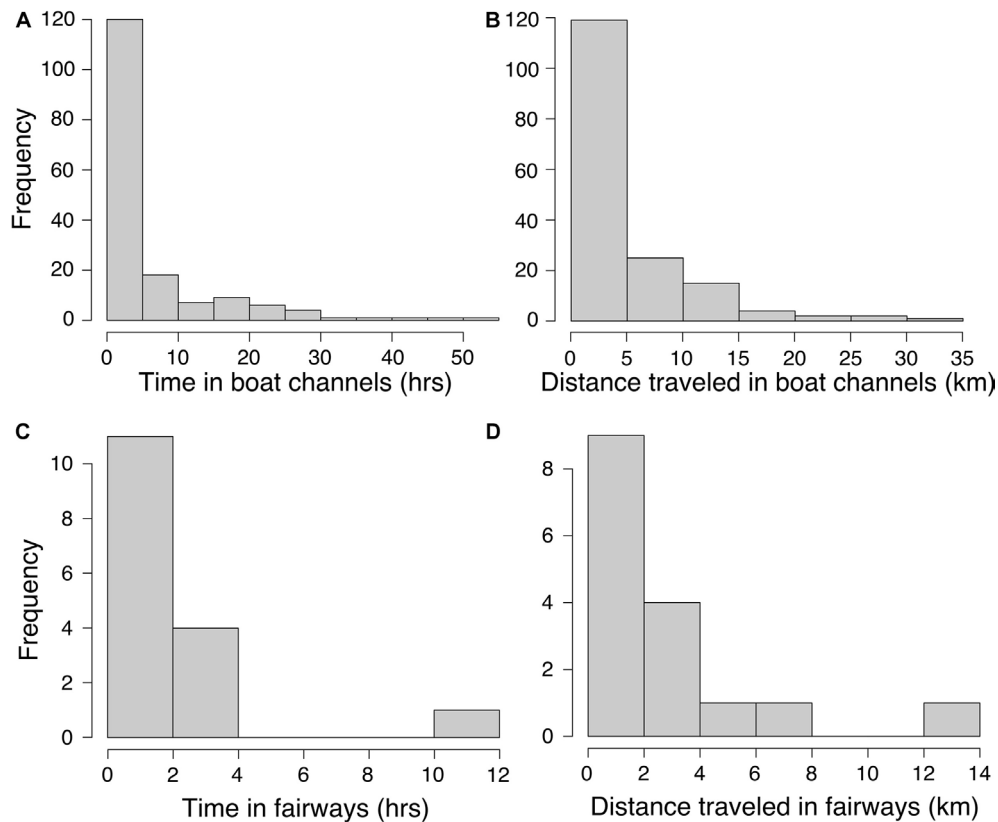 A
Frequency
120
100
80
60
40
20
0
0 10 20 30 40 50
Time in boat channels (hrs)
B
120
100
80
60
40
20
0
0 5 10 15 20 25 30 35
Distance traveled in boat channels (km)
C
Frequency
10
8
6
4
2
0
0 2 4 6 8 10 12
Time in fairways (hrs)
D
8
6
4
2
0
0 2 4 6 8 10 12 14
Distance traveled in fairways (km)